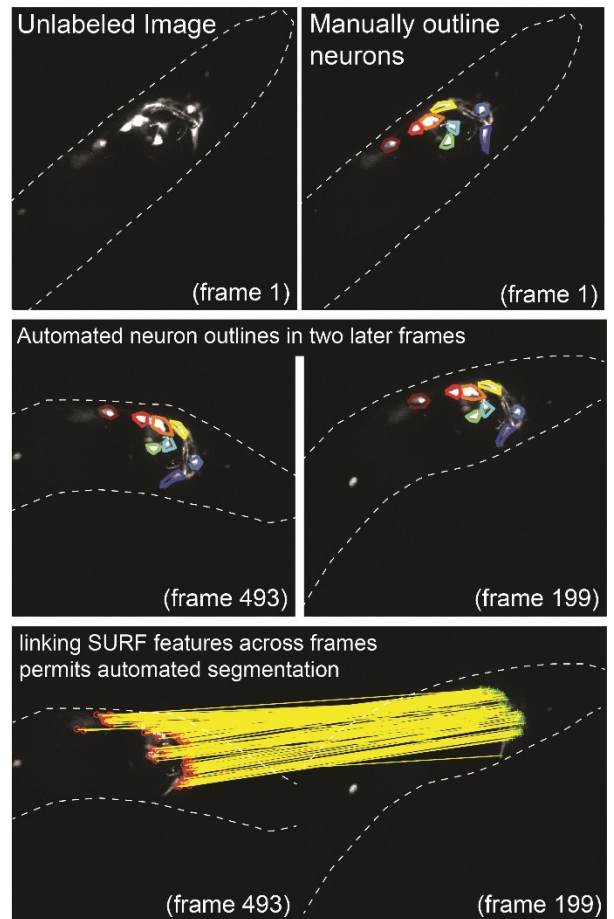 Unlabeled Image
(frame 1)
Manually outline
neurons
(frame 1)
Automated neuron outlines in two later frames
(frame 493)
(frame 199)
linking SURF features across frames
permits automated segmentation
(frame 493)
(frame 199)